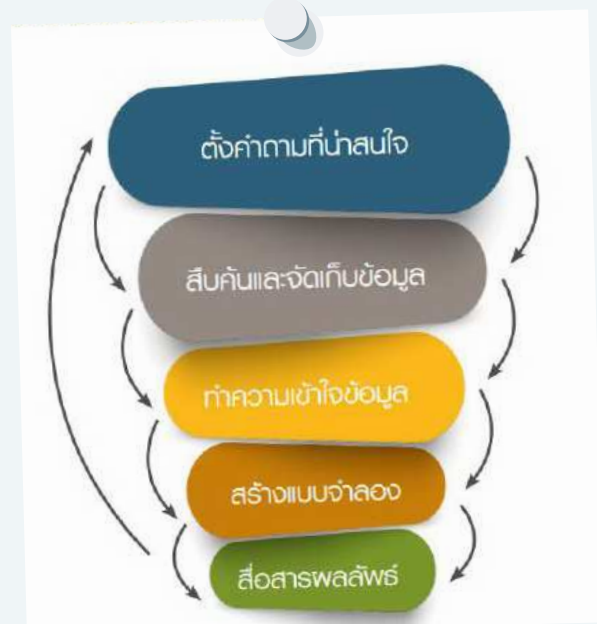 ตั้งคำถามที่น่าสนใจ
สืบค้นและจัดเก็บข้อมูล
ทำความเข้าใจข้อมูล
สร้างแบบจำลอง
สื่อสารผลลัพธ์